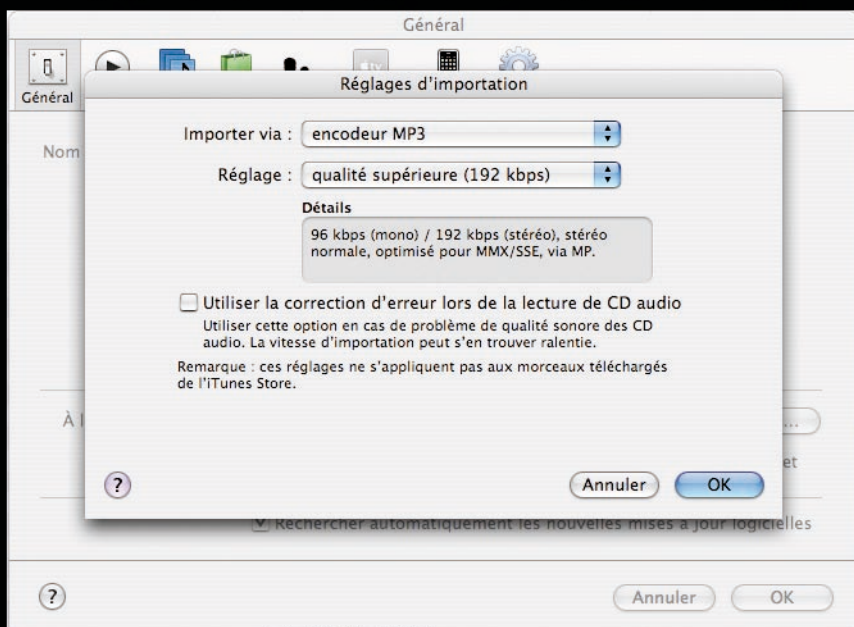 Général
Général
Réglages d'importation
Importer via : encodeur MP3
Nom
Réglage : qualité supérieure (192 kbps)
Détails
96 kbps (mono) / 192 kbps (stéréo), stéréo
normale, optimisé pour MMX/SSE, via MP.
Utiliser la correction d'erreur lors de la lecture de CD audio
Utiliser cette option en cas de problème de qualité sonore des CD
audio. La vitesse d'importation peut s'en trouver ralentie.
Remarque : ces réglages ne s'appliquent pas aux morceaux téléchargés
de l'iTunes Store.
À l
...
et
? Annuler OK
Rechercher automatiquement les nouvelles mises à jour logicielles
? Annuler OK